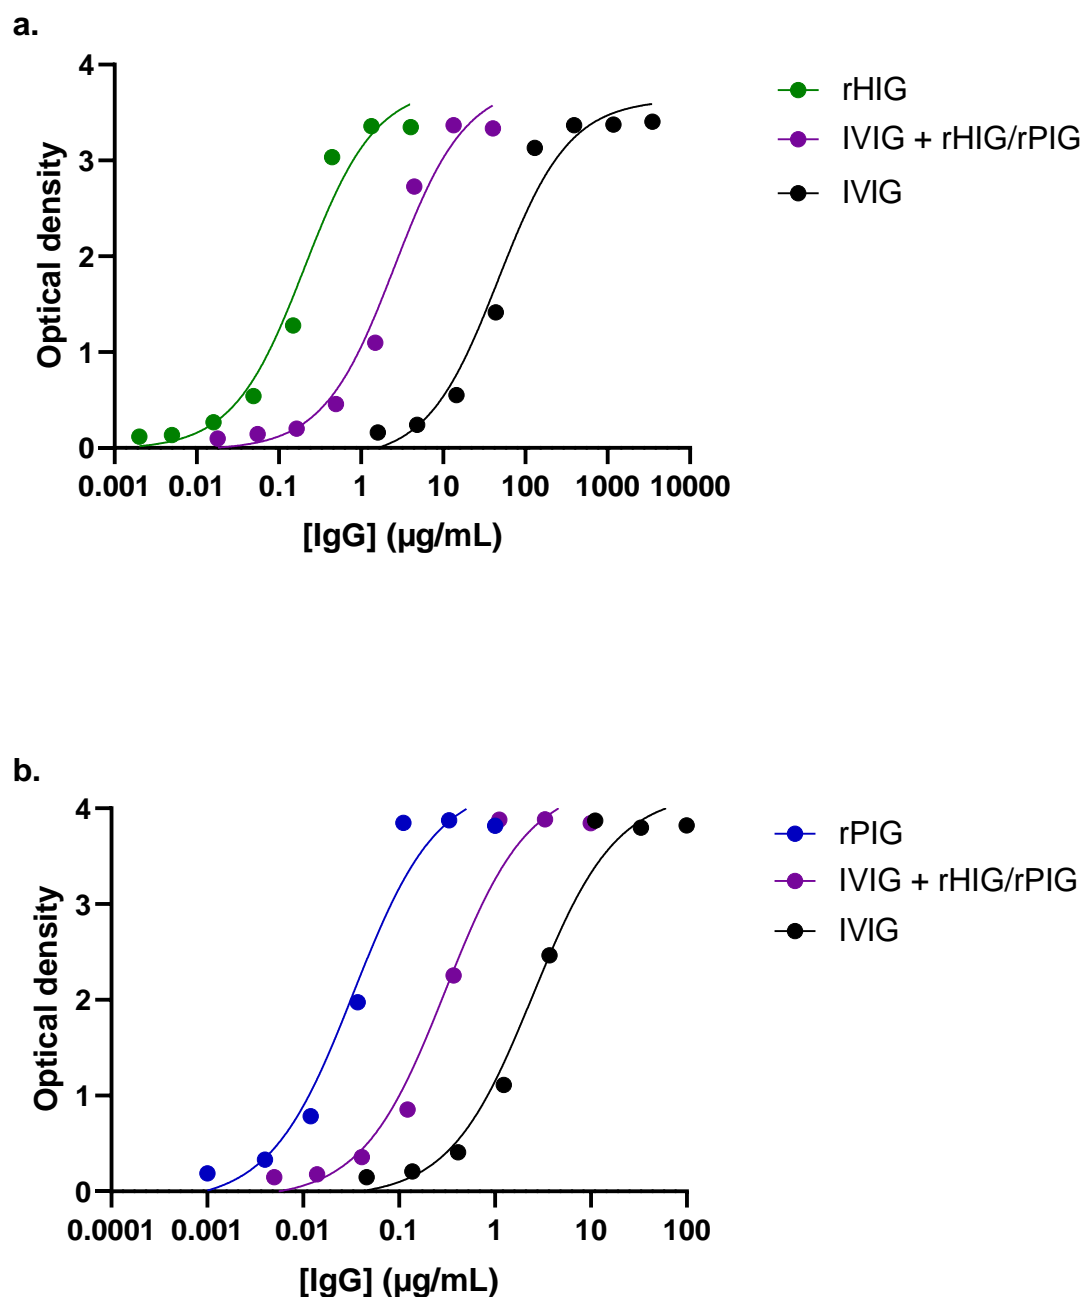 a.
4
3
2
1
0
Optical density
0.001 0.01 0.1 1 10 100 1000 10000
[IgG] (µg/mL)
rHIG
IVIG + rHIG/rPIG
IVIG
b.
4
3
2
1
0
Optical density
0.0001 0.001 0.01 0.1 1 10 100
[IgG] (µg/mL)
rPIG
IVIG + rHIG/rPIG
IVIG